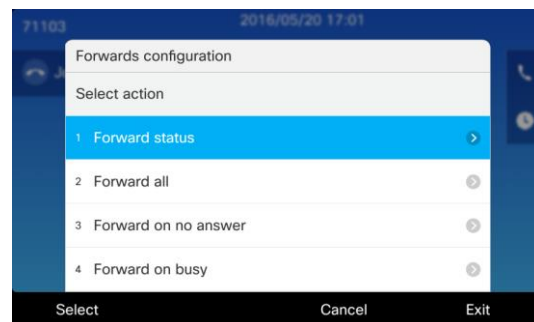 71103 2016/05/20 17:01
Forwards configuration
Select action
1 Forward status
2 Forward all
3 Forward on no answer
4 Forward on busy
Select Cancel Exit